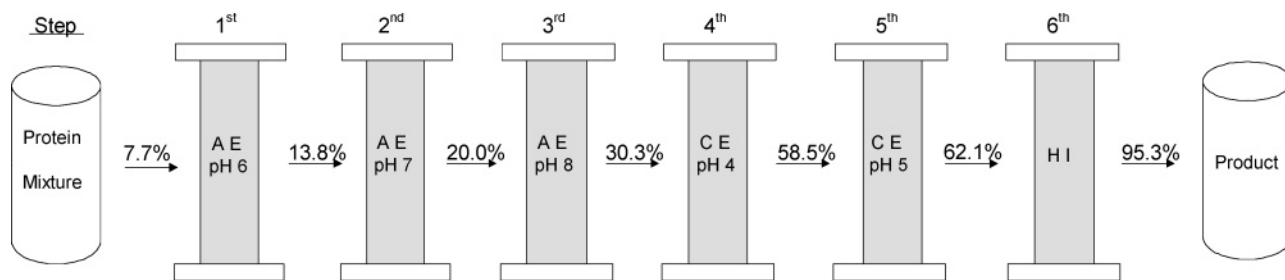 Step 1st 2nd 3rd 4th 5th 6th
Protein
Mixture
7.7%
A E
pH 6
13.8%
A E
pH 7
20.0%
A E
pH 8
30.3%
C E
pH 4
58.5%
C E
pH 5
62.1%
H I
95.3%
Product